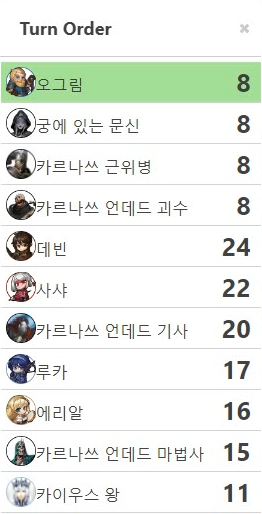 Turn Order ×
오그림 8
궁에 있는 문신 8
카르나쓰 근위병 8
카르나쓰 언데드 괴수 8
데빈 24
사샤 22
카르나쓰 언데드 기사 20
루카 17
에리알 16
카르나쓰 언데드 마법사 15
카이우스 왕 11